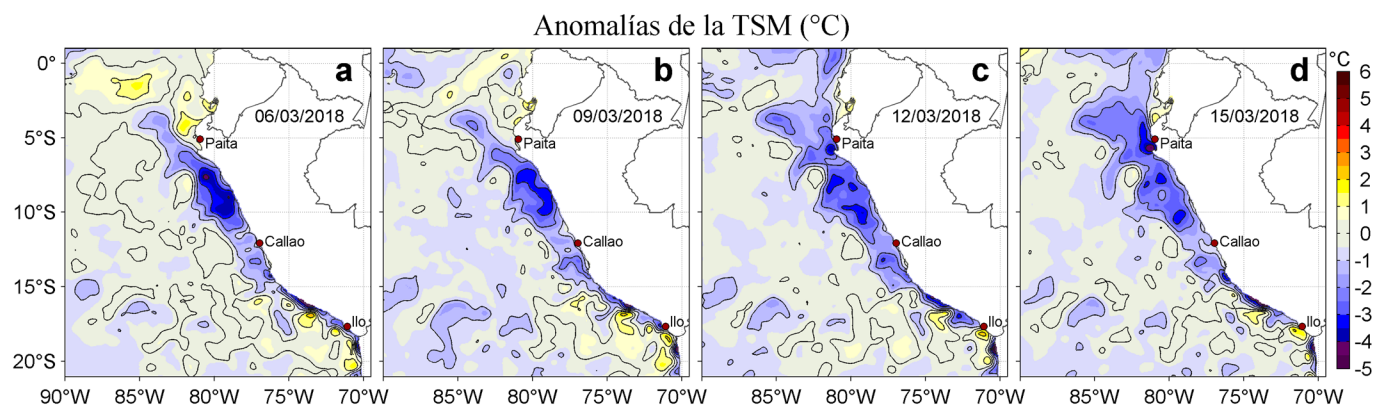 Anomalías de la TSM (°C)
a
b
c
d
°C
06/03/2018
09/03/2018
12/03/2018
15/03/2018
0°
5°S
10°S
15°S
20°S
Paita
Callao
Ilo
Paita
Callao
Ilo
Paita
Callao
Ilo
Paita
Callao
Ilo
6
5
4
3
2
1
0
-1
-2
-3
-4
-5
90°W 85°W 80°W 75°W 70°W
85°W 80°W 75°W 70°W
85°W 80°W 75°W 70°W
85°W 80°W 75°W 70°W